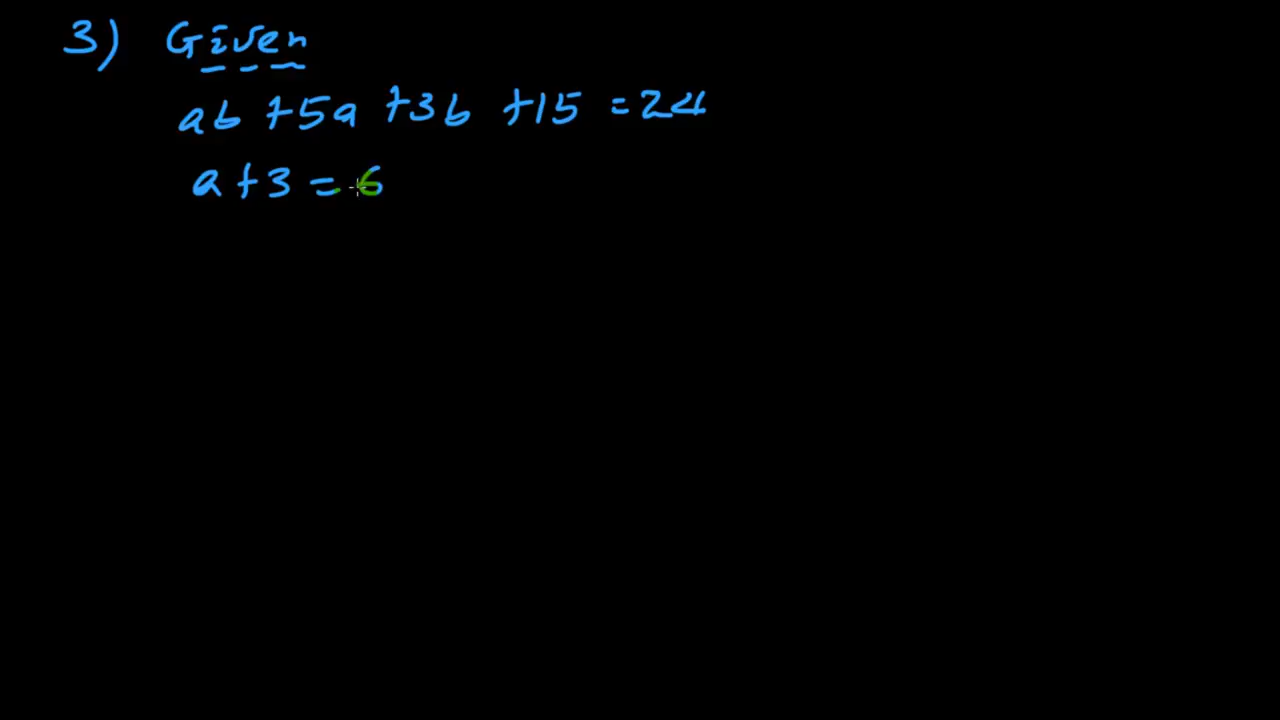 3) Given
ab +5a +3b +15 = 24
a +3 = 6